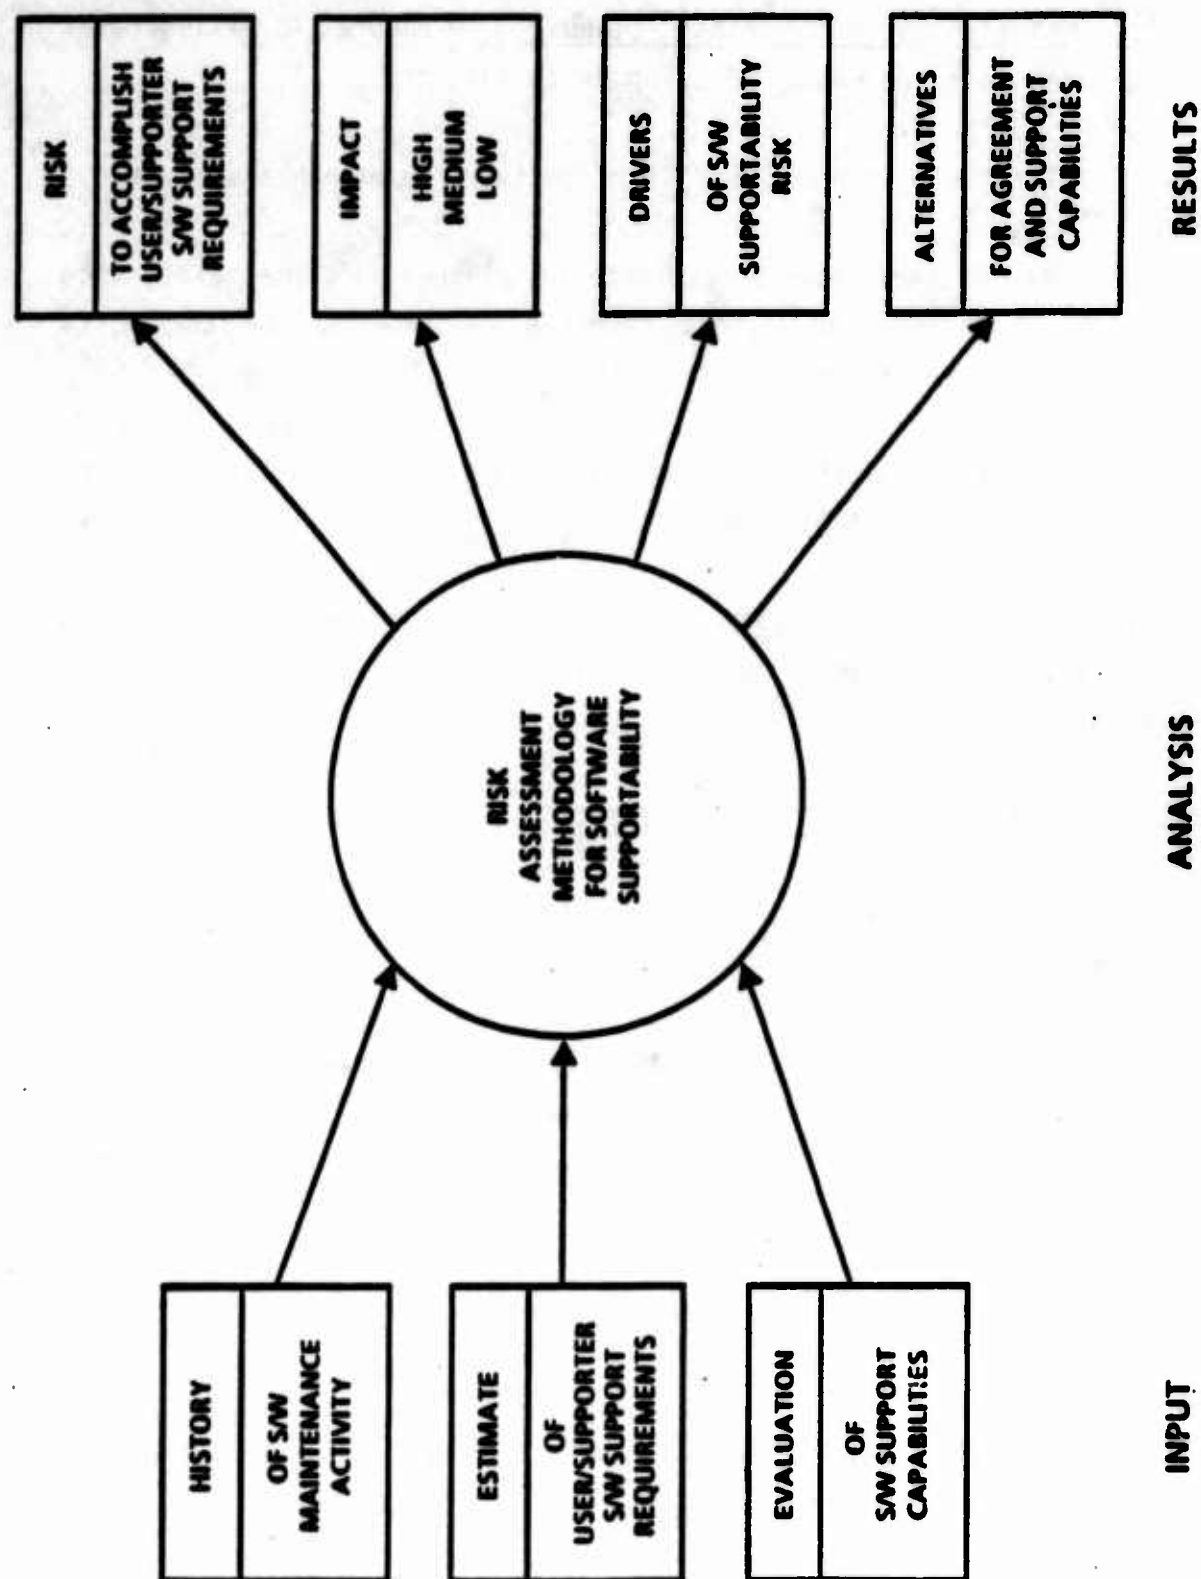 HISTORY
OF S/W
MAINTENANCE
ACTIVITY
ESTIMATE
OF
USER/SUPPORTER
S/W SUPPORT
REQUIREMENTS
EVALUATION
OF
S/W SUPPORT
CAPABILITIES
RISK
ASSESSMENT
METHODOLOGY
FOR SOFTWARE
SUPPORTABILITY
RISK
TO ACCOMPLISH
USER/SUPPORTER
S/W SUPPORT
REQUIREMENTS
IMPACT
HIGH
MEDIUM
LOW
DRIVERS
OF S/W
SUPPORTABILITY
RISK
ALTERNATIVES
FOR AGREEMENT
AND SUPPORT
CAPABILITIES
INPUT
ANALYSIS
RESULTS